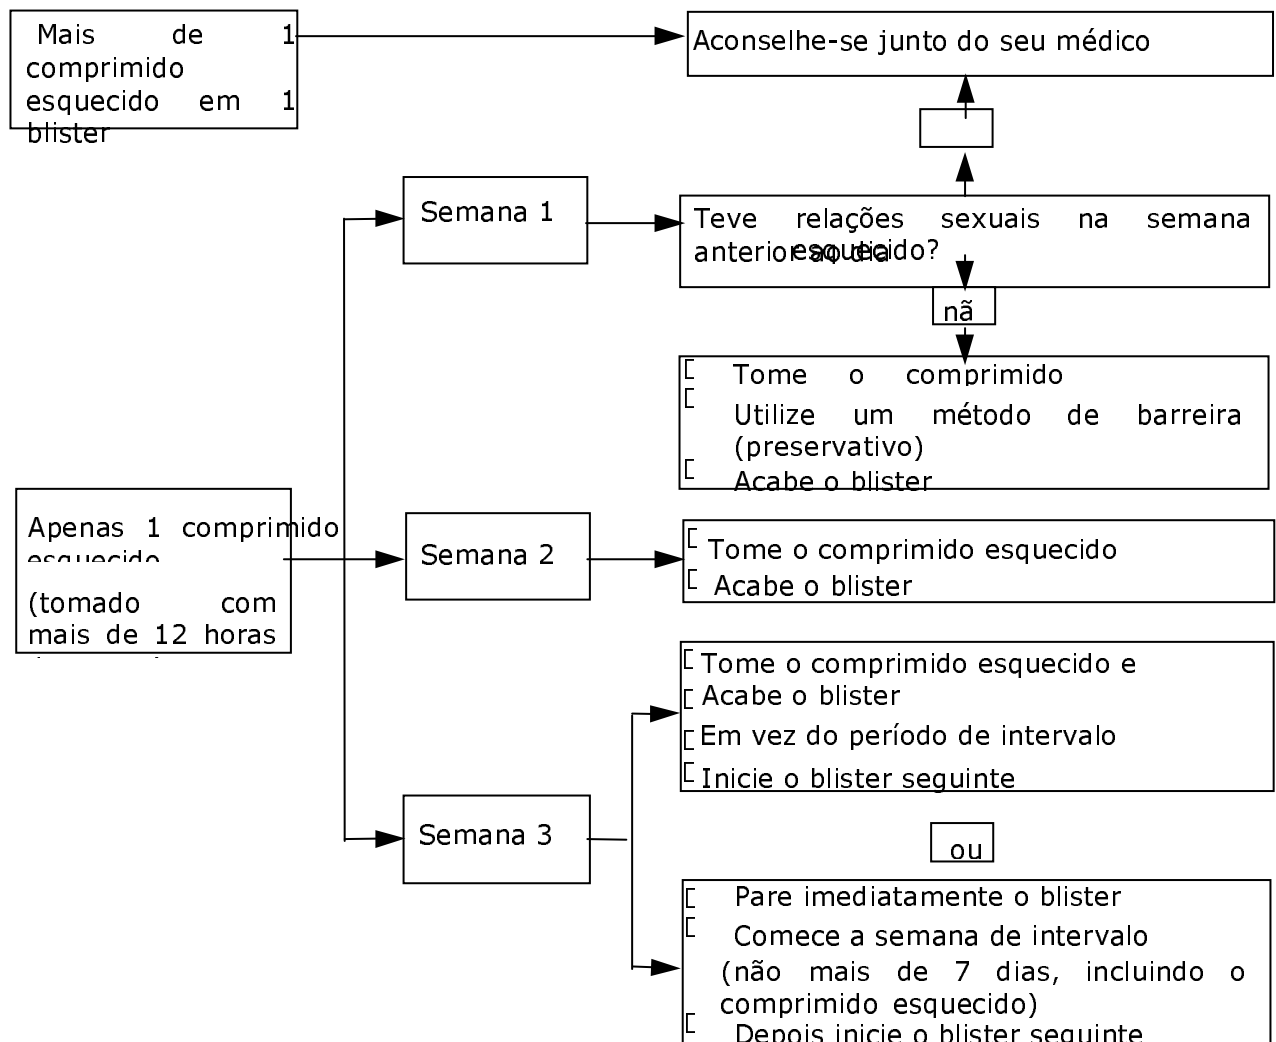 Mais de 1
comprimido
esquecido em 1
blister
Aconselhe-se junto do seu médico
Semana 1
Teve relações sexuais na semana
anterior ao dia
esquecido?
nã
Tome o comprimido
Utilize um método de barreira
(preservativo)
Acabe o blister
Apenas 1 comprimido
esquecido
(tomado com
mais de 12 horas
Semana 2
Tome o comprimido esquecido
Acabe o blister
Tome o comprimido esquecido e
Acabe o blister
Em vez do período de intervalo
Inicie o blister seguinte
Semana 3
ou
Pare imediatamente o blister
Comece a semana de intervalo
(não mais de 7 dias, incluindo o
comprimido esquecido)
Depois inicie o blister seguinte